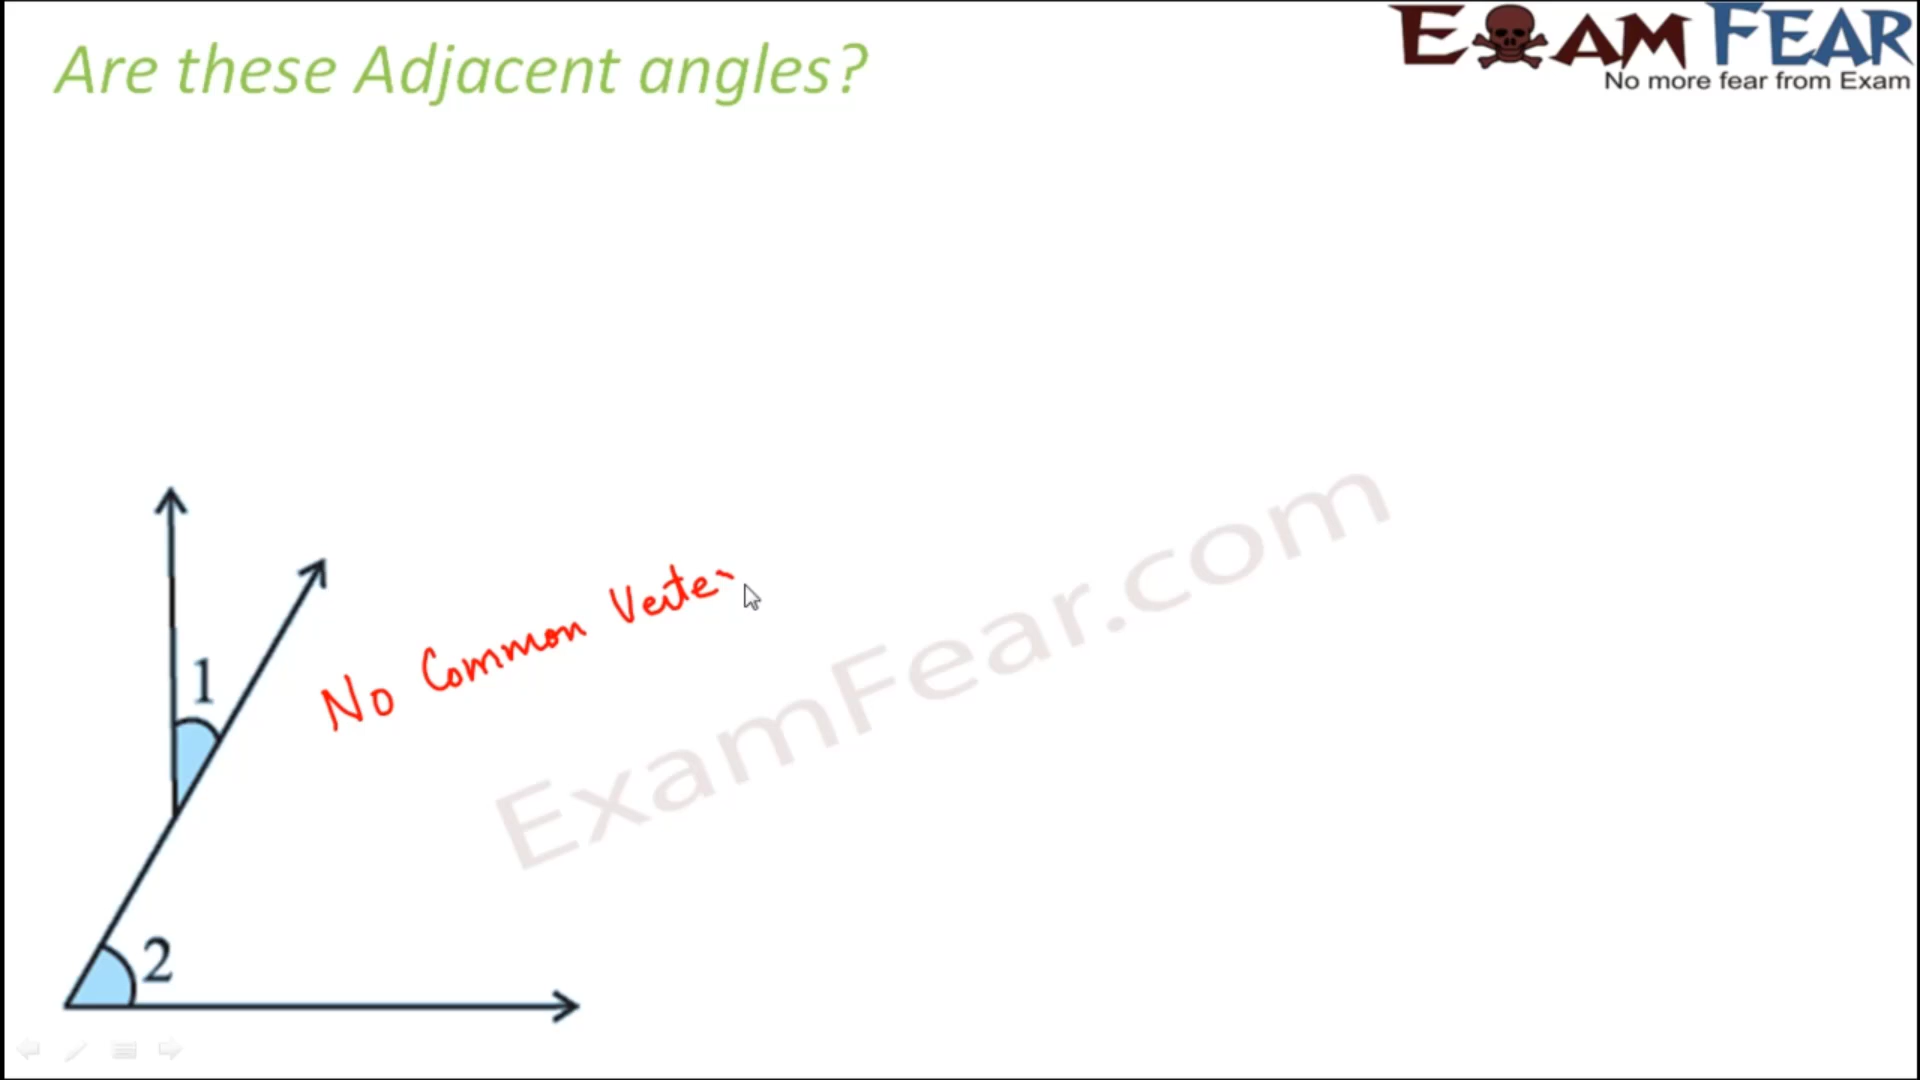 Are these Adjacent angles?
EXAM FEAR
No more fear from Exam
1
No Common Verte
ExamFear.com
2